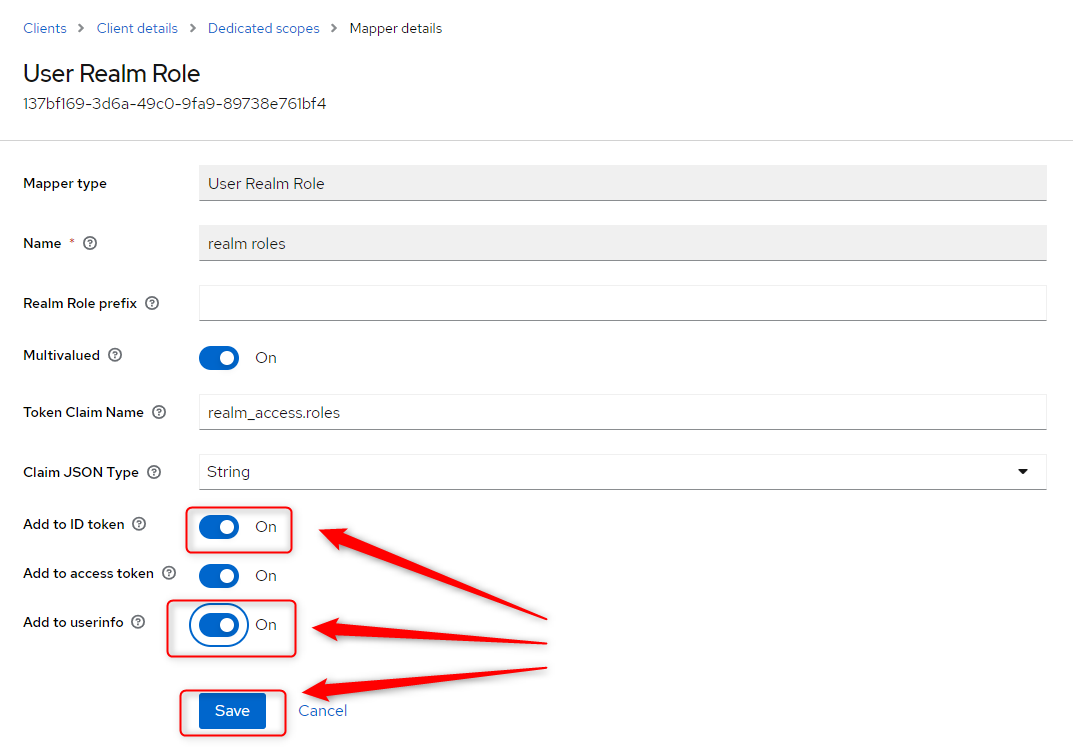 Clients > Client details > Dedicated scopes > Mapper details
User Realm Role
137bf169-3d6a-49c0-9fa9-89738e761bf4
Mapper type User Realm Role
Name * realm roles
Realm Role prefix
Multivalued On
Token Claim Name realm_access.roles
Claim JSON Type String
Add to ID token On
Add to access token On
Add to userinfo On
Save Cancel